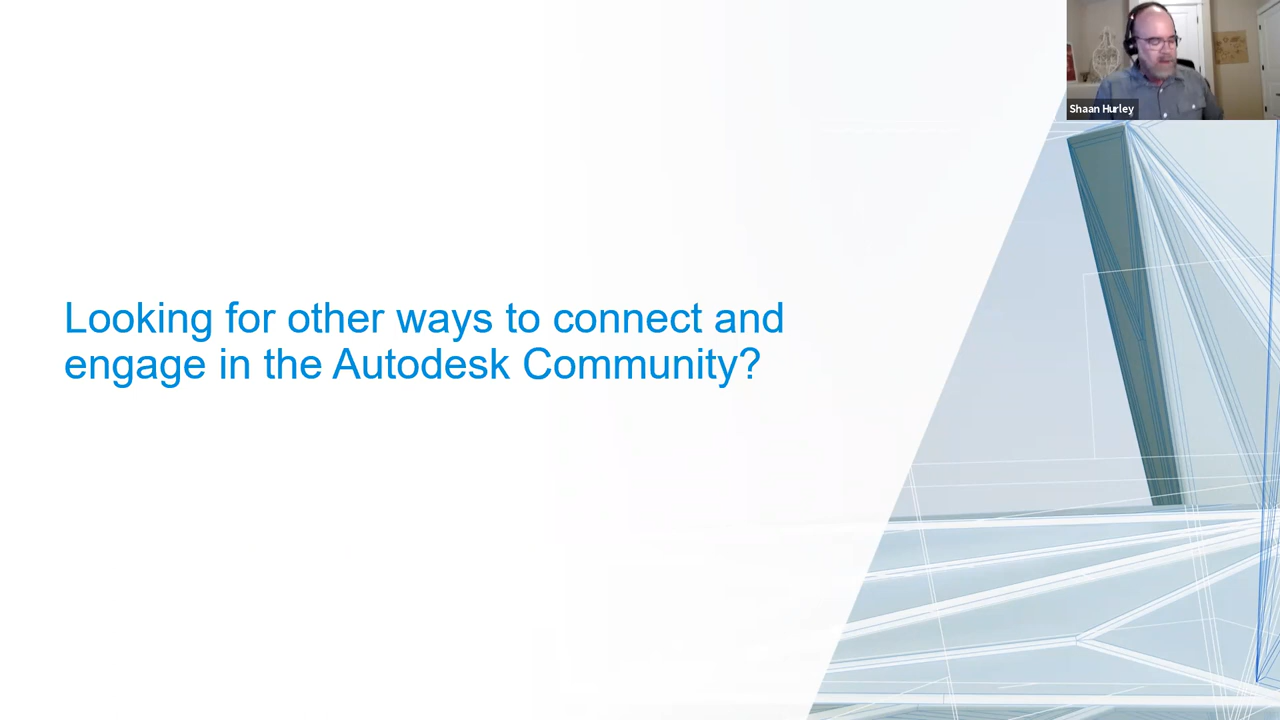 Shaan Hurley
Looking for other ways to connect and
engage in the Autodesk Community?